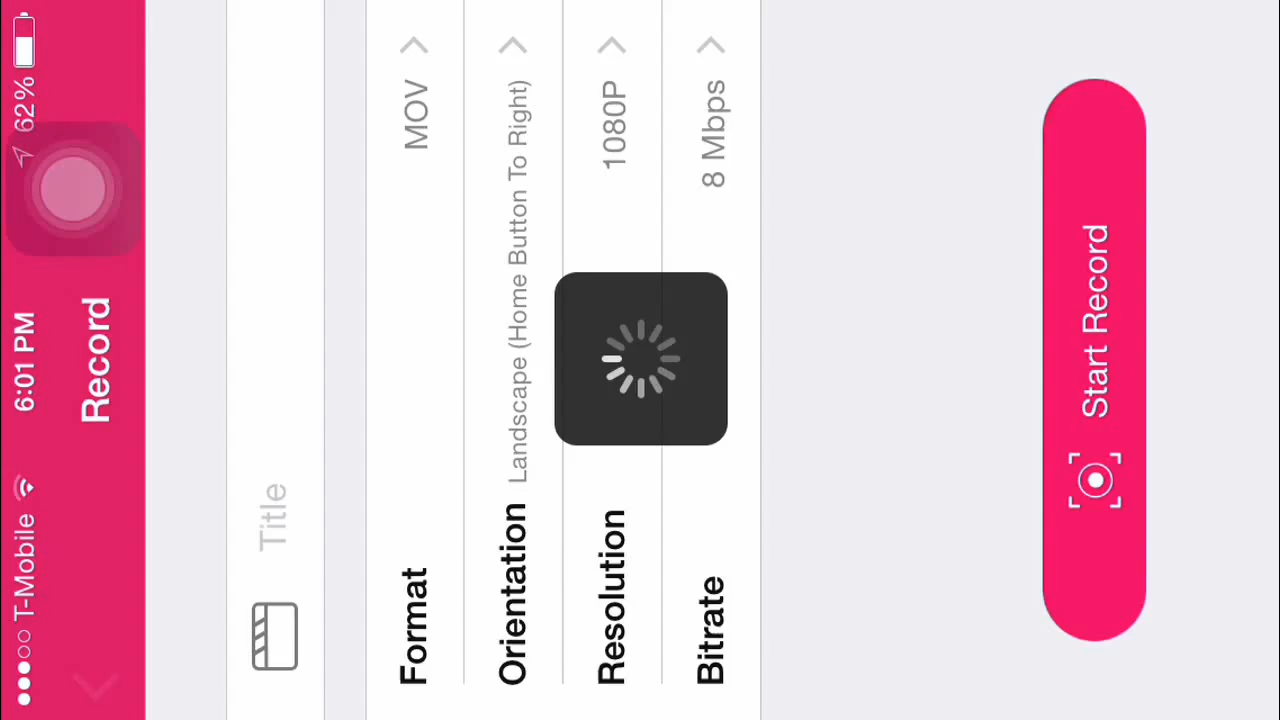 T-Mobile 6:01 PM 62%
Record
Title
Format MOV
Orientation Landscape (Home Button To Right)
Resolution 1080P
Bitrate 8 Mbps
Start Record